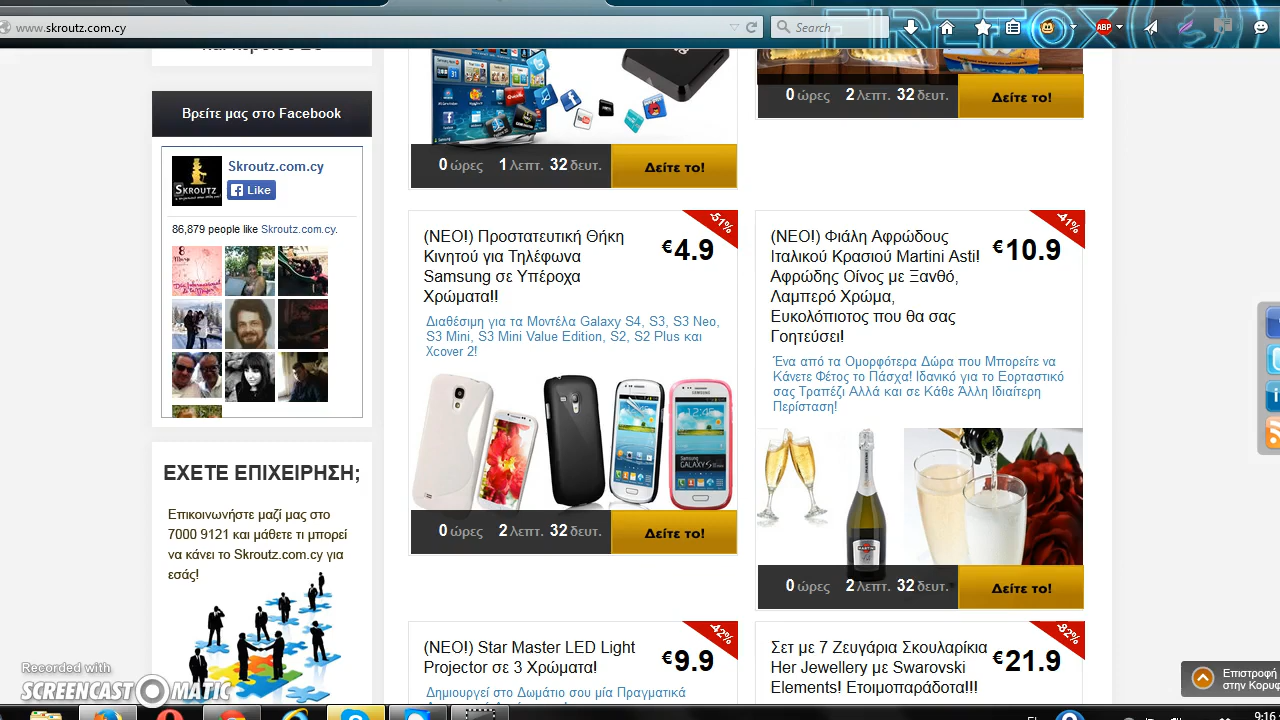 www.skroutz.com.cy
Search
ABP
0 ώρες 2 λεπτ. 32 δευτ.
Δείτε το!
Βρείτε μας στο Facebook
Skroutz.com.cy
SKROUTZ
Like
86,879 people like Skroutz.com.cy.
0 ώρες 1 λεπτ. 32 δευτ.
Δείτε το!
-51%
(ΝΕΟ!) Προστατευτική Θήκη
Κινητού για Τηλέφωνα
Samsung σε Υπέροχα
Χρώματα!!
€4.9
Διαθέσιμη για τα Μοντέλα Galaxy S4, S3, S3 Neo,
S3 Mini, S3 Mini Value Edition, S2, S2 Plus και
Xcover 2!
0 ώρες 2 λεπτ. 32 δευτ.
Δείτε το!
-41%
(ΝΕΟ!) Φιάλη Αφρώδους
Ιταλικού Κρασιού Martini Asti!
Αφρώδης Οίνος με Ξανθό,
Λαμπερό Χρώμα,
Ευκολόπιοτος που θα σας
Γοητεύσει!
€10.9
Ένα από τα Ομορφότερα Δώρα που Μπορείτε να
Κάνετε Φέτος το Πάσχα! Ιδανικό για το Εορταστικό
σας Τραπέζι Αλλά και σε Κάθε Άλλη Ιδιαίτερη
Περίσταση!
0 ώρες 2 λεπτ. 32 δευτ.
Δείτε το!
ΕΧΕΤΕ ΕΠΙΧΕΙΡΗΣΗ;
Επικοινωνήστε μαζί μας στο
7000 9121 και μάθετε τι μπορεί
να κάνει το Skroutz.com.cy για
εσάς!
-42%
(ΝΕΟ!) Star Master LED Light
Projector σε 3 Χρώματα!
€9.9
Δημιουργεί στο Δωμάτιο σου μία Πραγματικά
-82%
Σετ με 7 Ζευγάρια Σκουλαρίκια
Her Jewellery με Swarovski
Elements! Ετοιμοπαράδοτα!!!
€21.9
Επιστροφή
στην Κορυφ
Recorded with
SCREENCAST MATIC
9:16